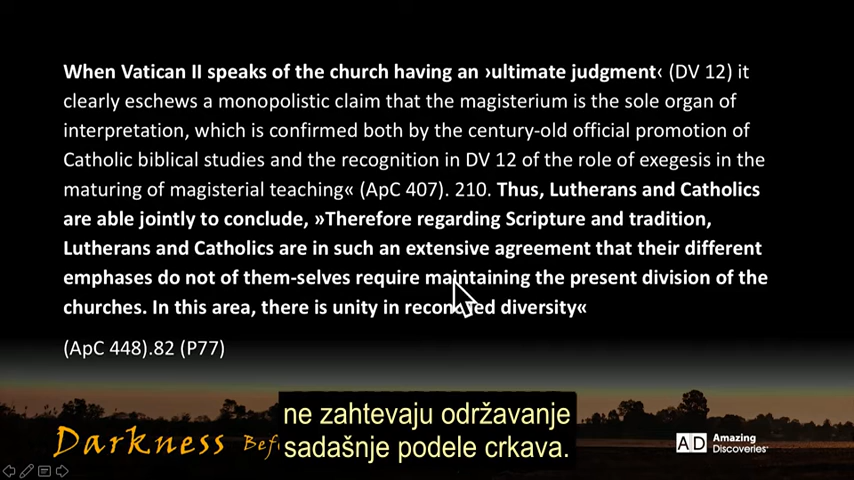 When Vatican II speaks of the church having an ›ultimate judgment‹ (DV 12) it
clearly eschews a monopolistic claim that the magisterium is the sole organ of
interpretation, which is confirmed both by the century-old official promotion of
Catholic biblical studies and the recognition in DV 12 of the role of exegesis in the
maturing of magisterial teaching« (ApC 407). 210. Thus, Lutherans and Catholics
are able jointly to conclude, »Therefore regarding Scripture and tradition,
Lutherans and Catholics are in such an extensive agreement that their different
emphases do not of them-selves require maintaining the present division of the
churches. In this area, there is unity in reconciled diversity«
(ApC 448).82 (P77)
ne zahtevaju održavanje
sadašnje podele crkava.
Darkness Bef
AD Amazing
Discoveries